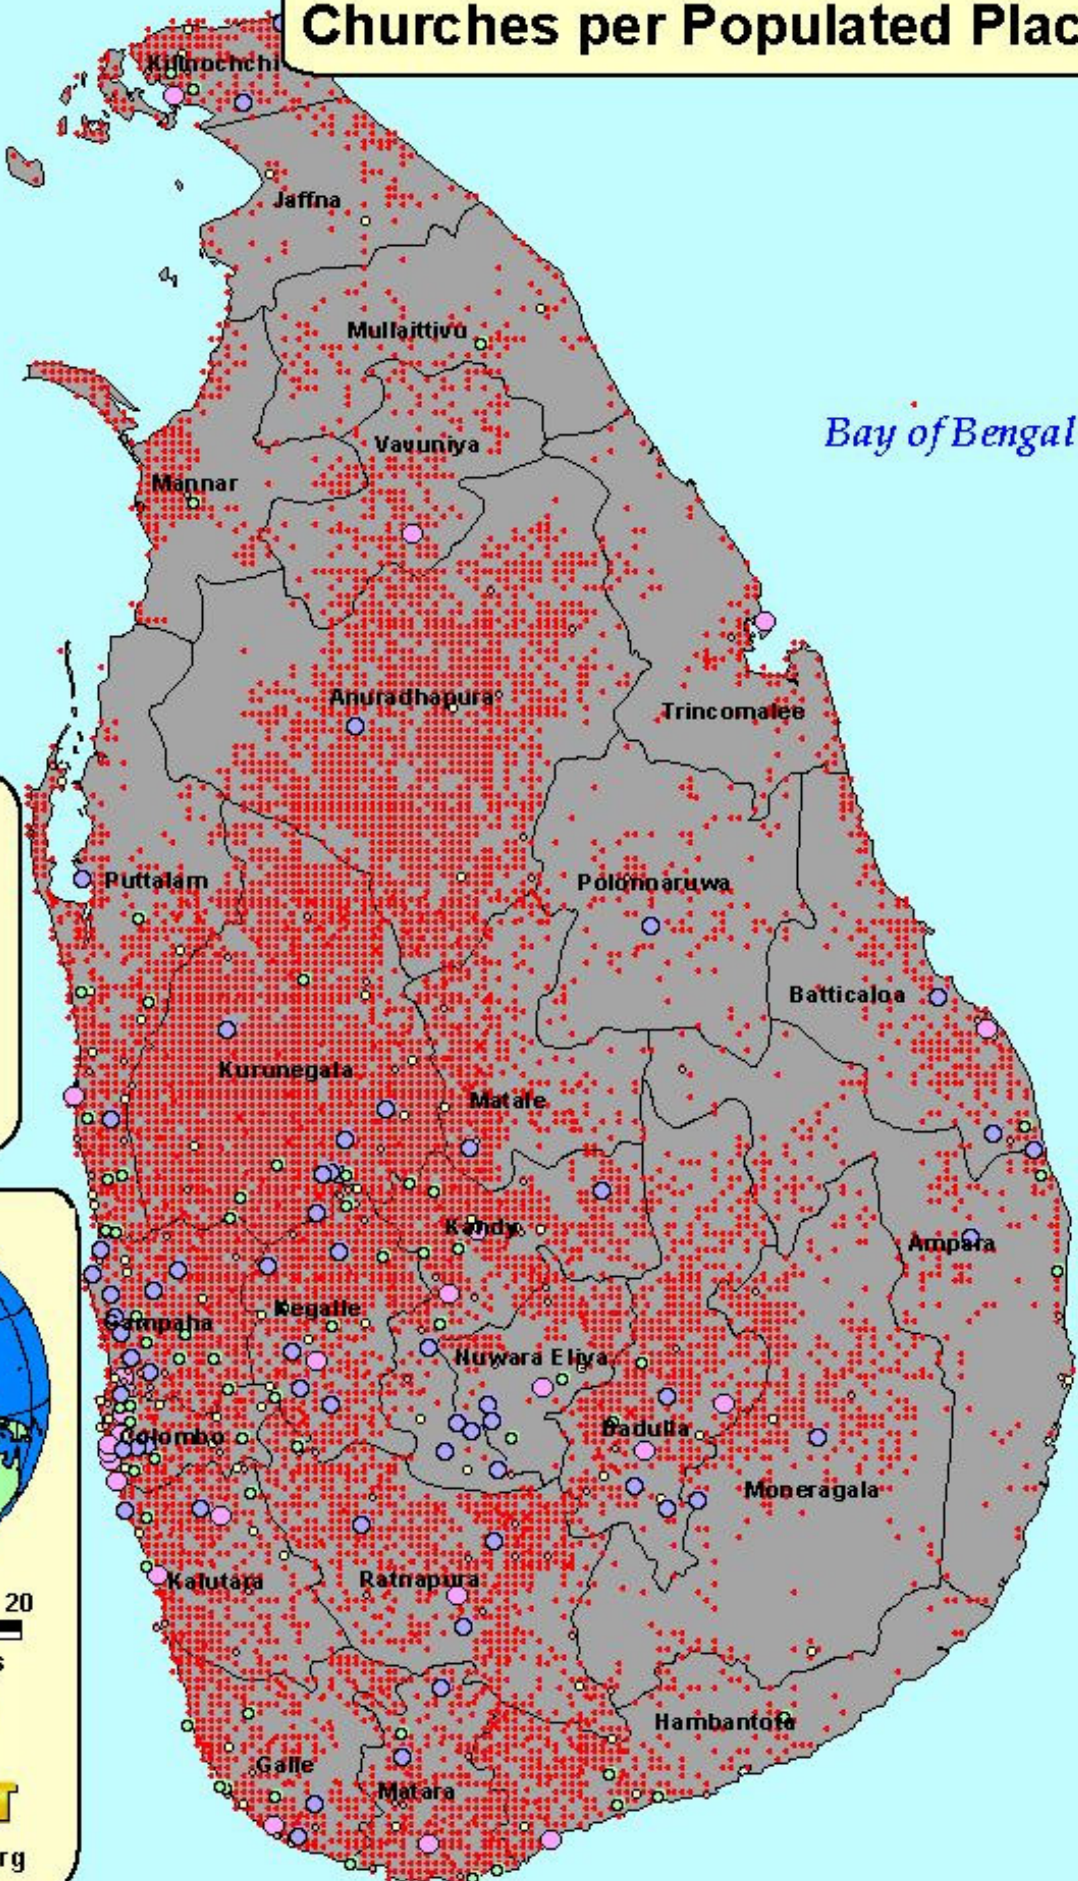 Churches per Populated Plac
Kilinochchi
Jaffna
Mullaittivu
Bay of Bengal
Vavuniya
Mannar
Anuradhapura
Trincomalee
Puttalam
Polonnaruwa
Batticaloa
Kurunegala
Matale
Kandy
Ampara
Kegalle
Gampaha
Nuwara Eliya
Badulla
Colombo
Moneragala
Kalutara
Ratnapura
20
s
Hambantota
Galle
Matara
T
rg